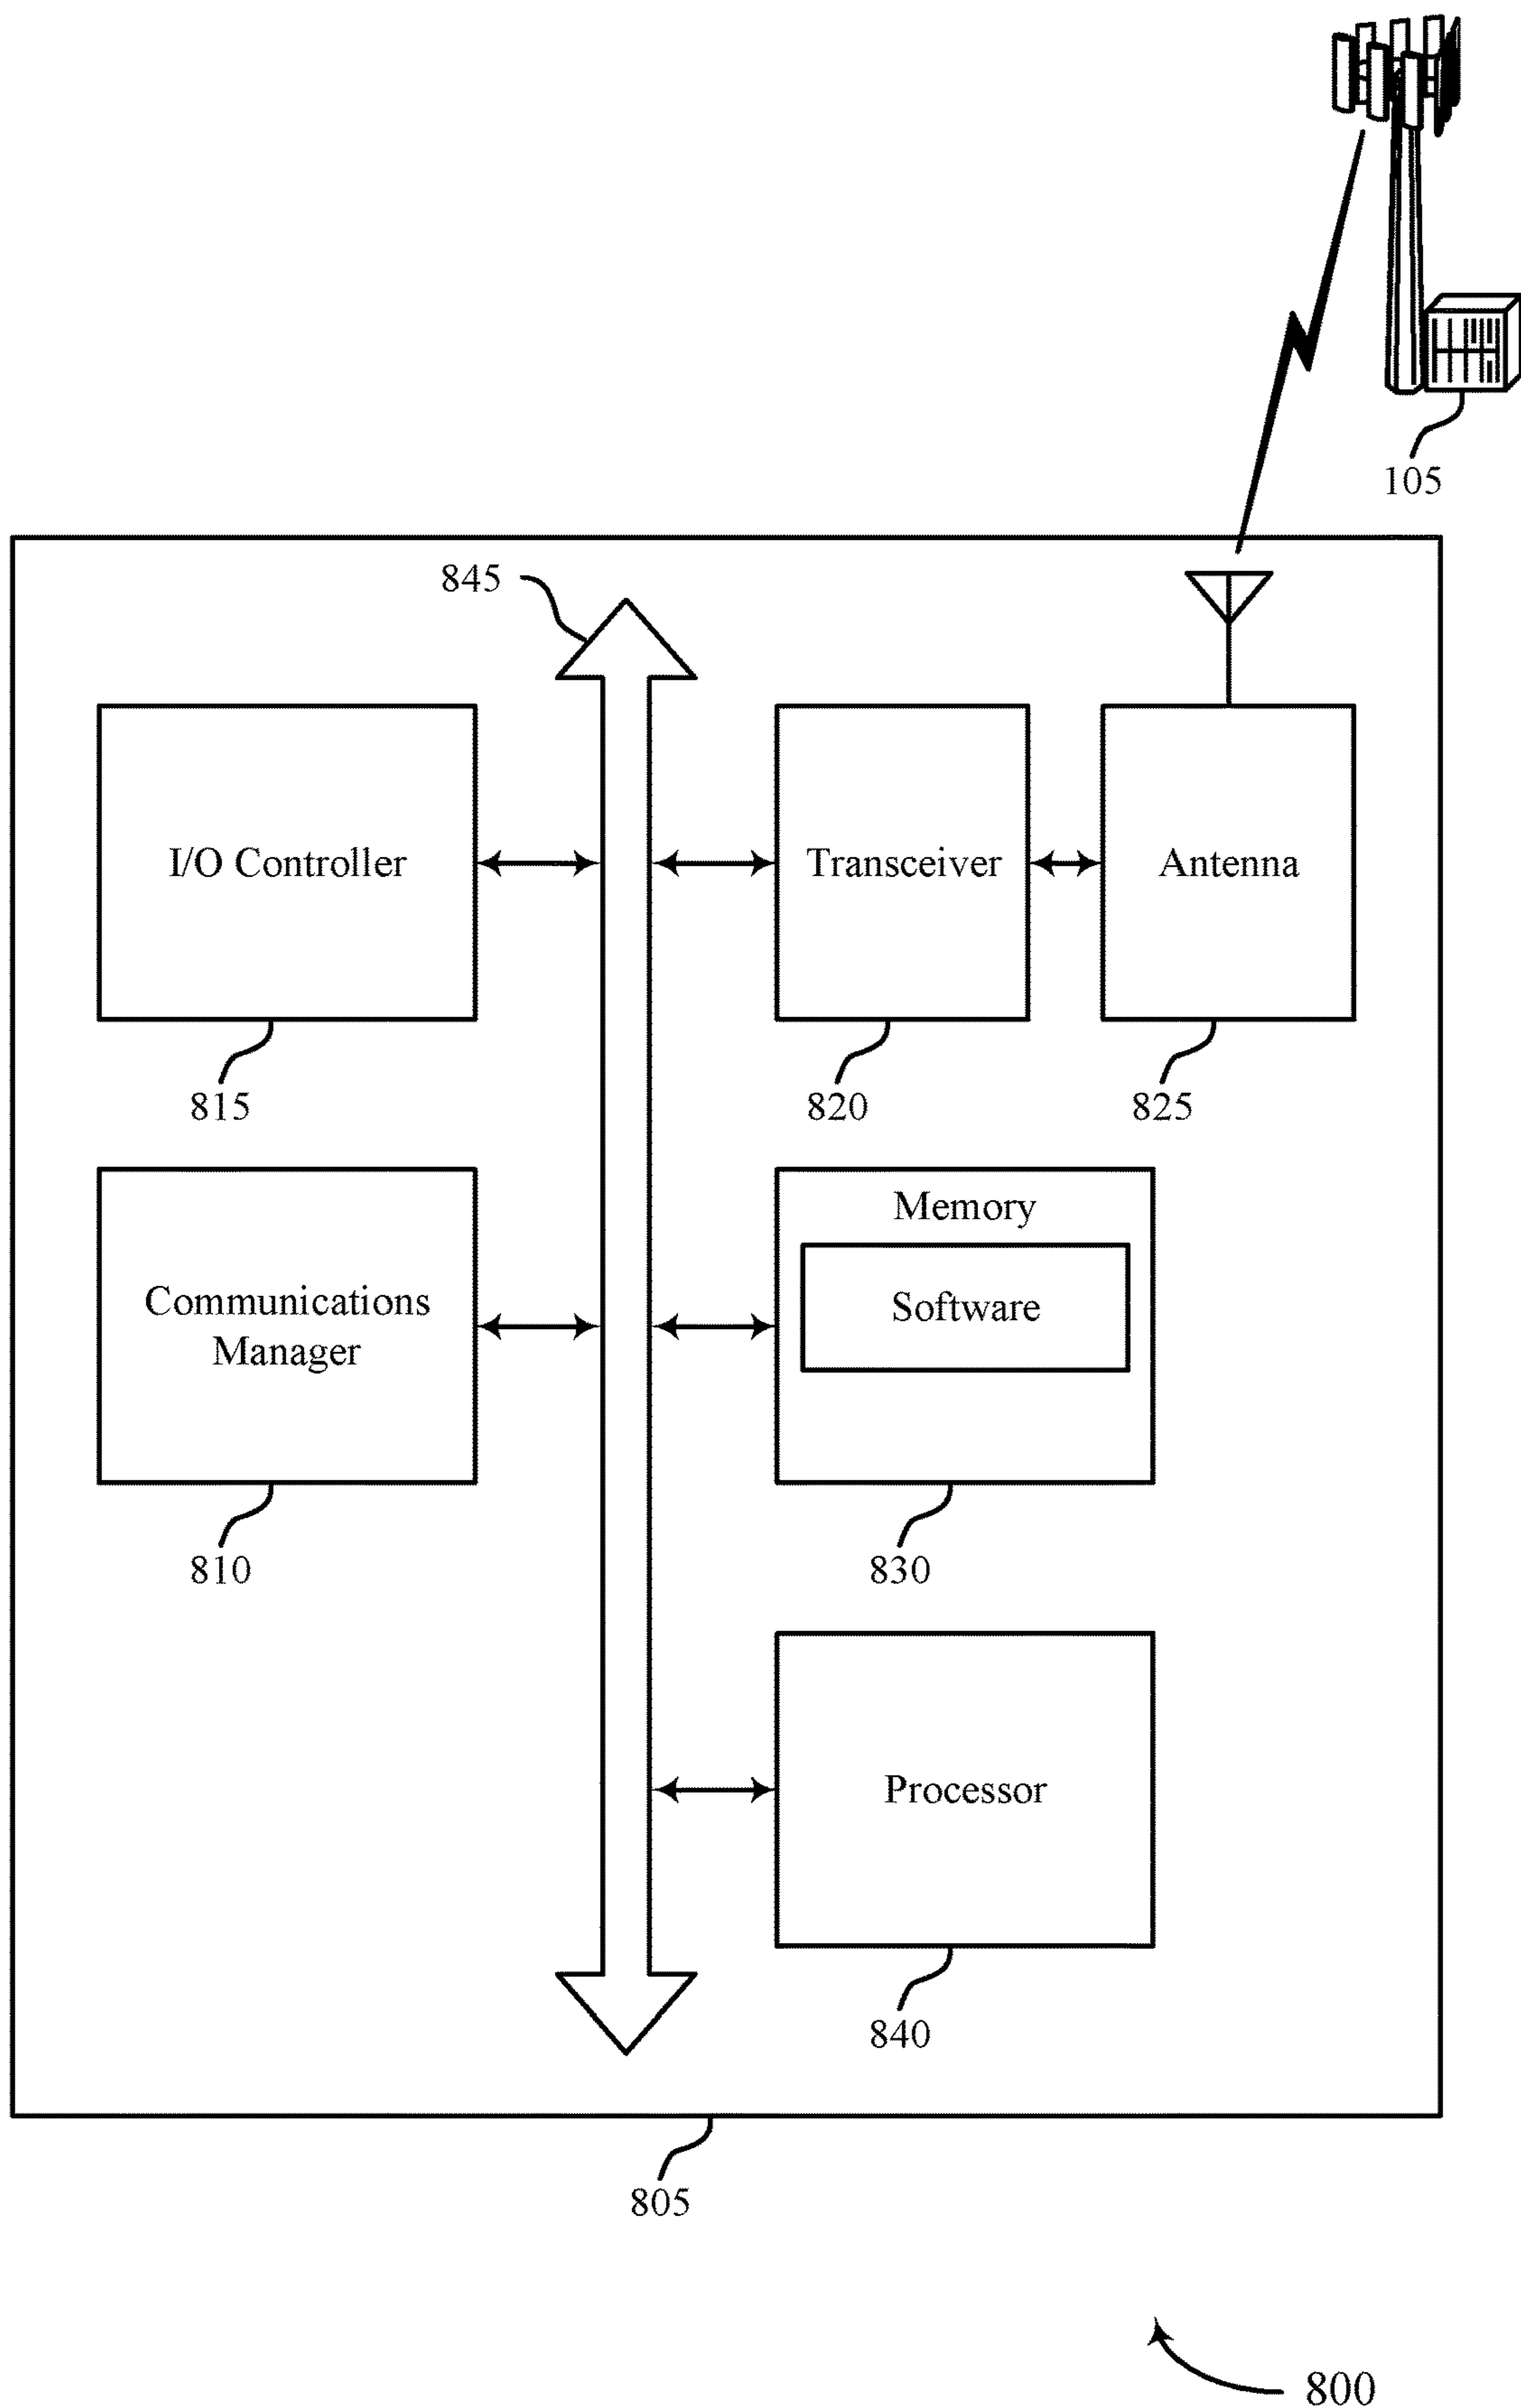 105
845
I/O Controller
Transceiver
Antenna
815
820
825
Memory
Software
Communications
Manager
810
830
Processor
840
805
800